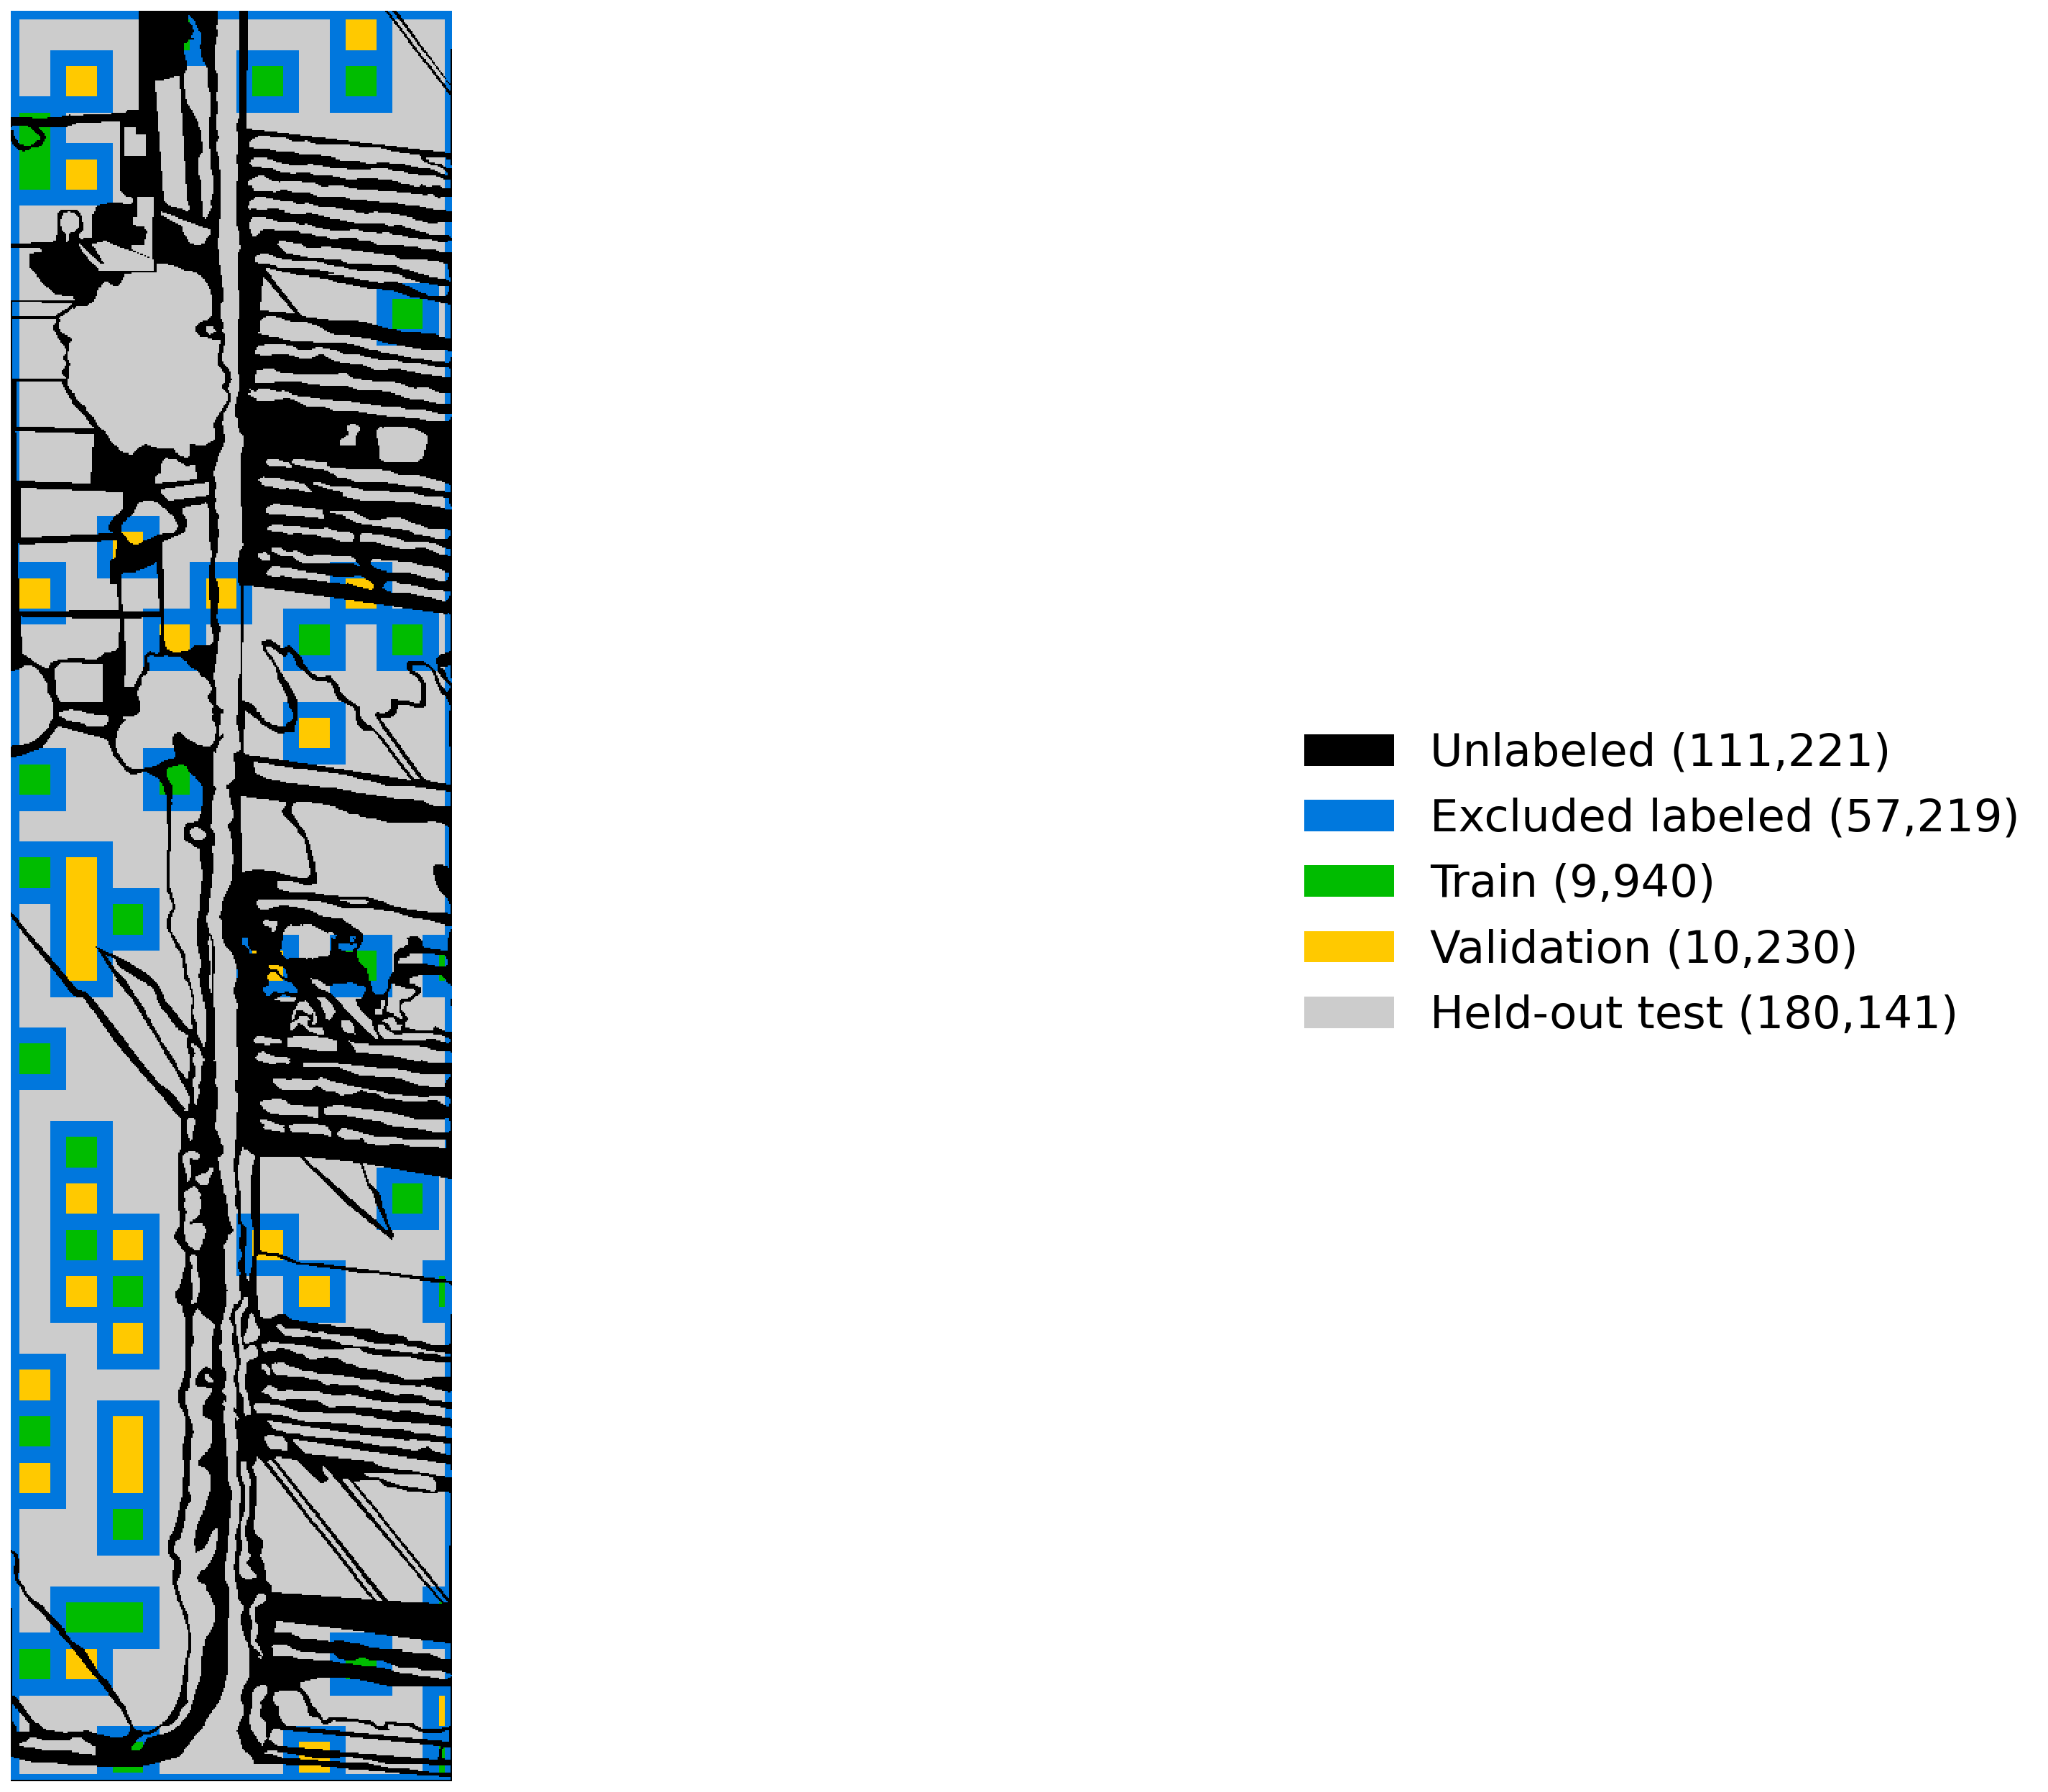 Unlabeled (111,221)
Excluded labeled (57,219)
Train (9,940)
Validation (10,230)
Held-out test (180,141)